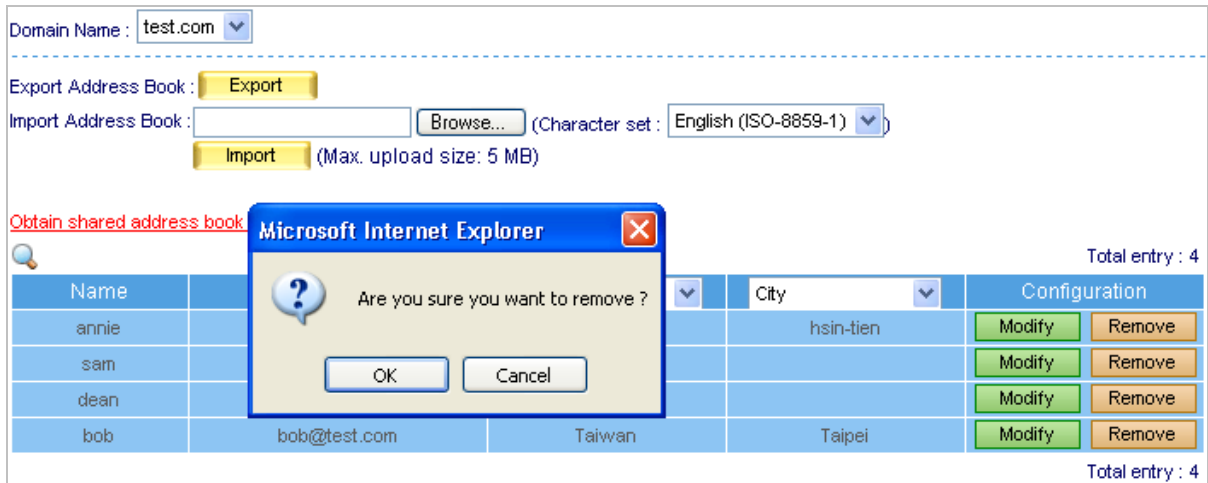 Domain Name : test.com
Export Address Book : Export
Import Address Book : Browse... (Character set : English (ISO-8859-1) )
Import (Max. upload size: 5 MB)
Obtain shared address book
Microsoft Internet Explorer
Total entry : 4
Are you sure you want to remove ?
Name City Configuration
annie hsin-tien Modify Remove
sam Modify Remove
OK Cancel
dean Modify Remove
bob bob@test.com Taiwan Taipei Modify Remove
Total entry : 4